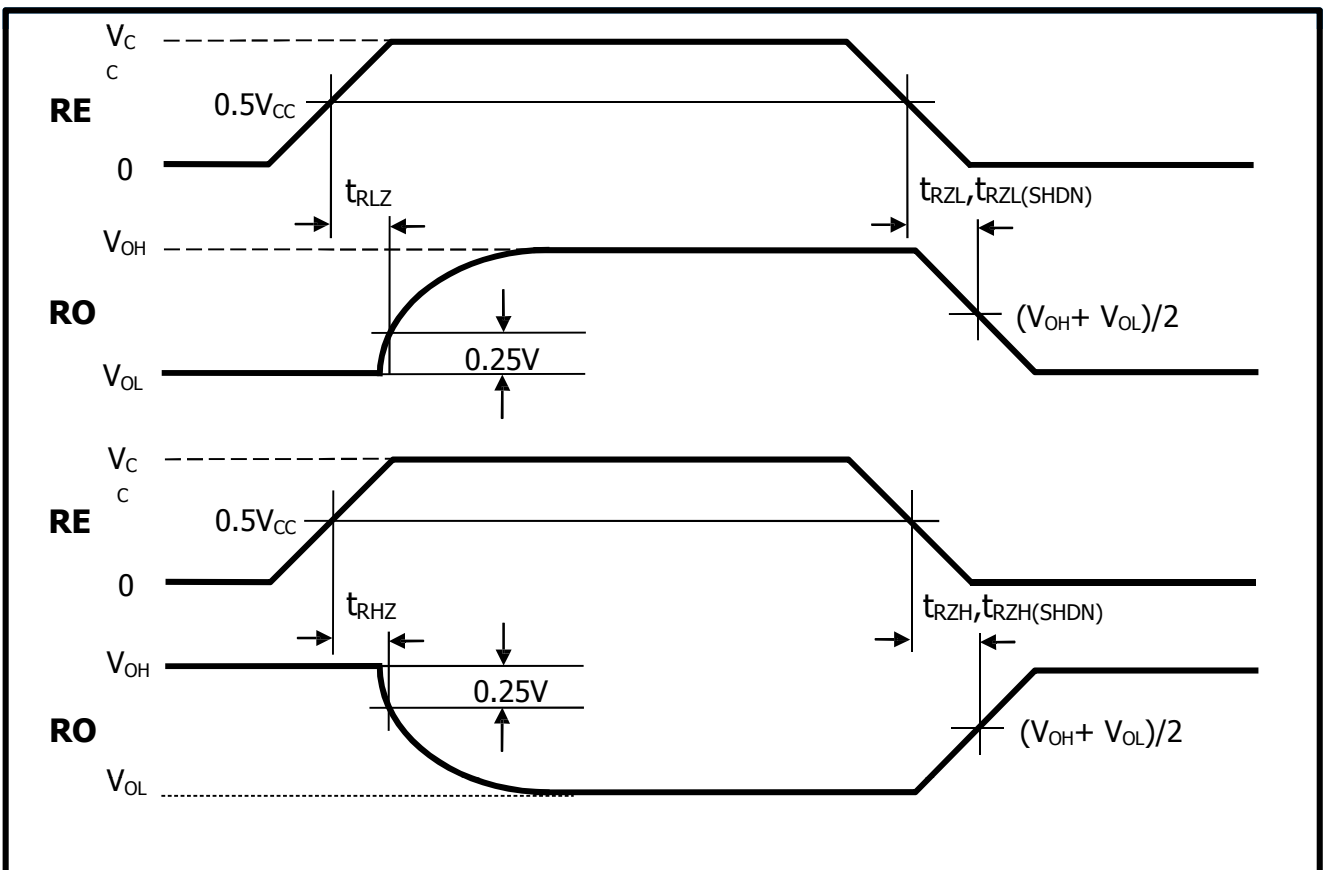 VC
C
RE
0.5VCC
0
tRLZ
tRZL,tRZL(SHDN)
VOH
RO
(VOH+ VOL)/2
0.25V
VOL
VC
C
RE
0.5VCC
0
tRHZ
tRZH,tRZH(SHDN)
VOH
0.25V
RO
(VOH+ VOL)/2
VOL